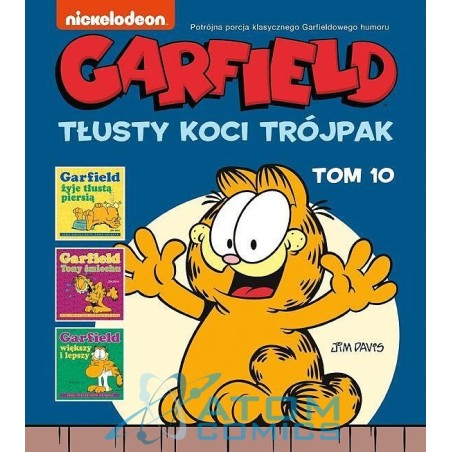 nickelodeon
Potrójna porcja klasycznego Garfieldowego humoru
GARFIELD
TŁUSTY KOCI TRÓJPAK
TOM 10
Garfield
żyje tłustą
piersią
Garfield
Tony śmiechu
Garfield
większy
i lepszy
JIM DAVIS
ATOM
COMICS